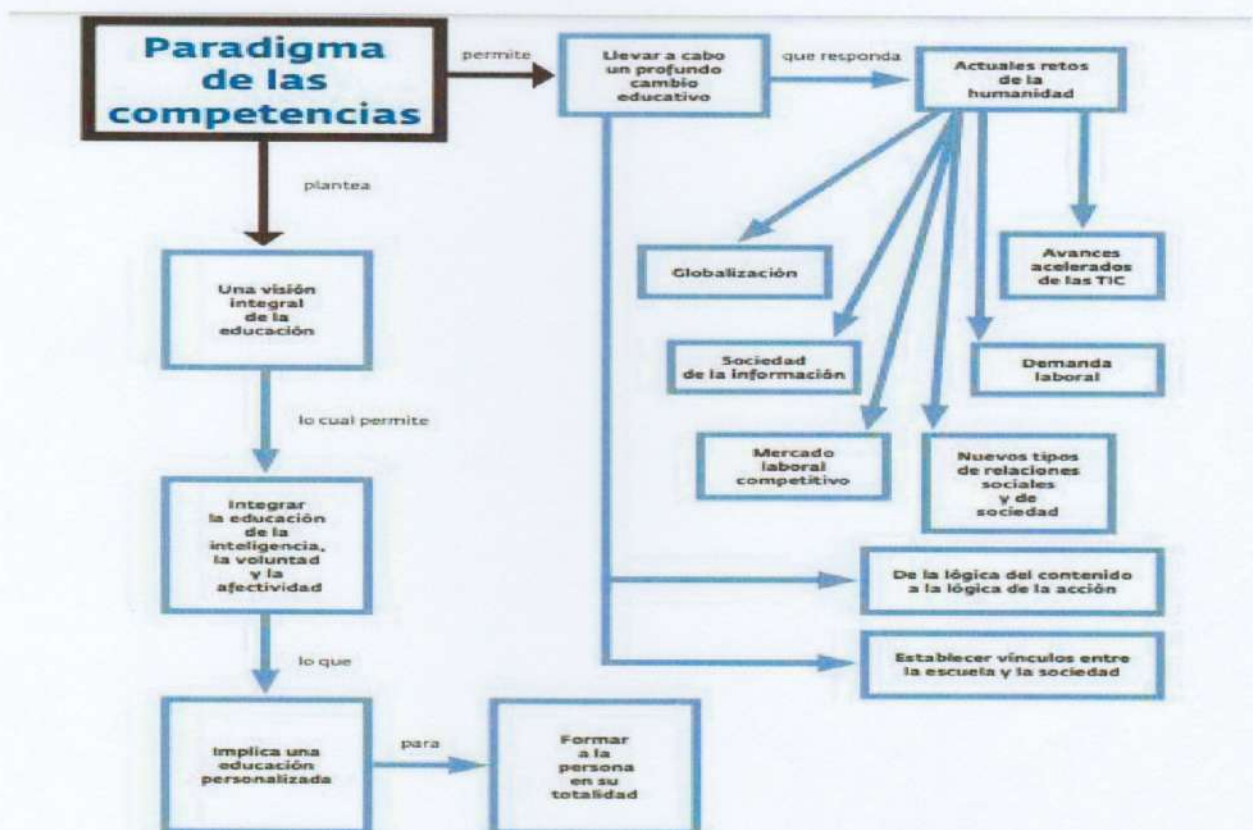 Paradigma
de las
competencias
permite
Llevar a cabo
un profundo
cambio
educativo
que responda
Actuales retos
de la
humanidad
plantea
Globalización
Avances
acelerados
de las TIC
Una visión
integral
de la
educación
Sociedad
de la información
Demanda
laboral
lo cual permite
Mercado
laboral
competitivo
Nuevos tipos
de relaciones
sociales
y de
sociedad
Integrar
la educación
de la
inteligencia,
la voluntad
y la
afectividad
De la lógica del contenido
a la lógica de la acción
lo que
Establecer vínculos entre
la escuela y la sociedad
Implica una
educación
personalizada
para
Formar
a la
persona
en su
totalidad